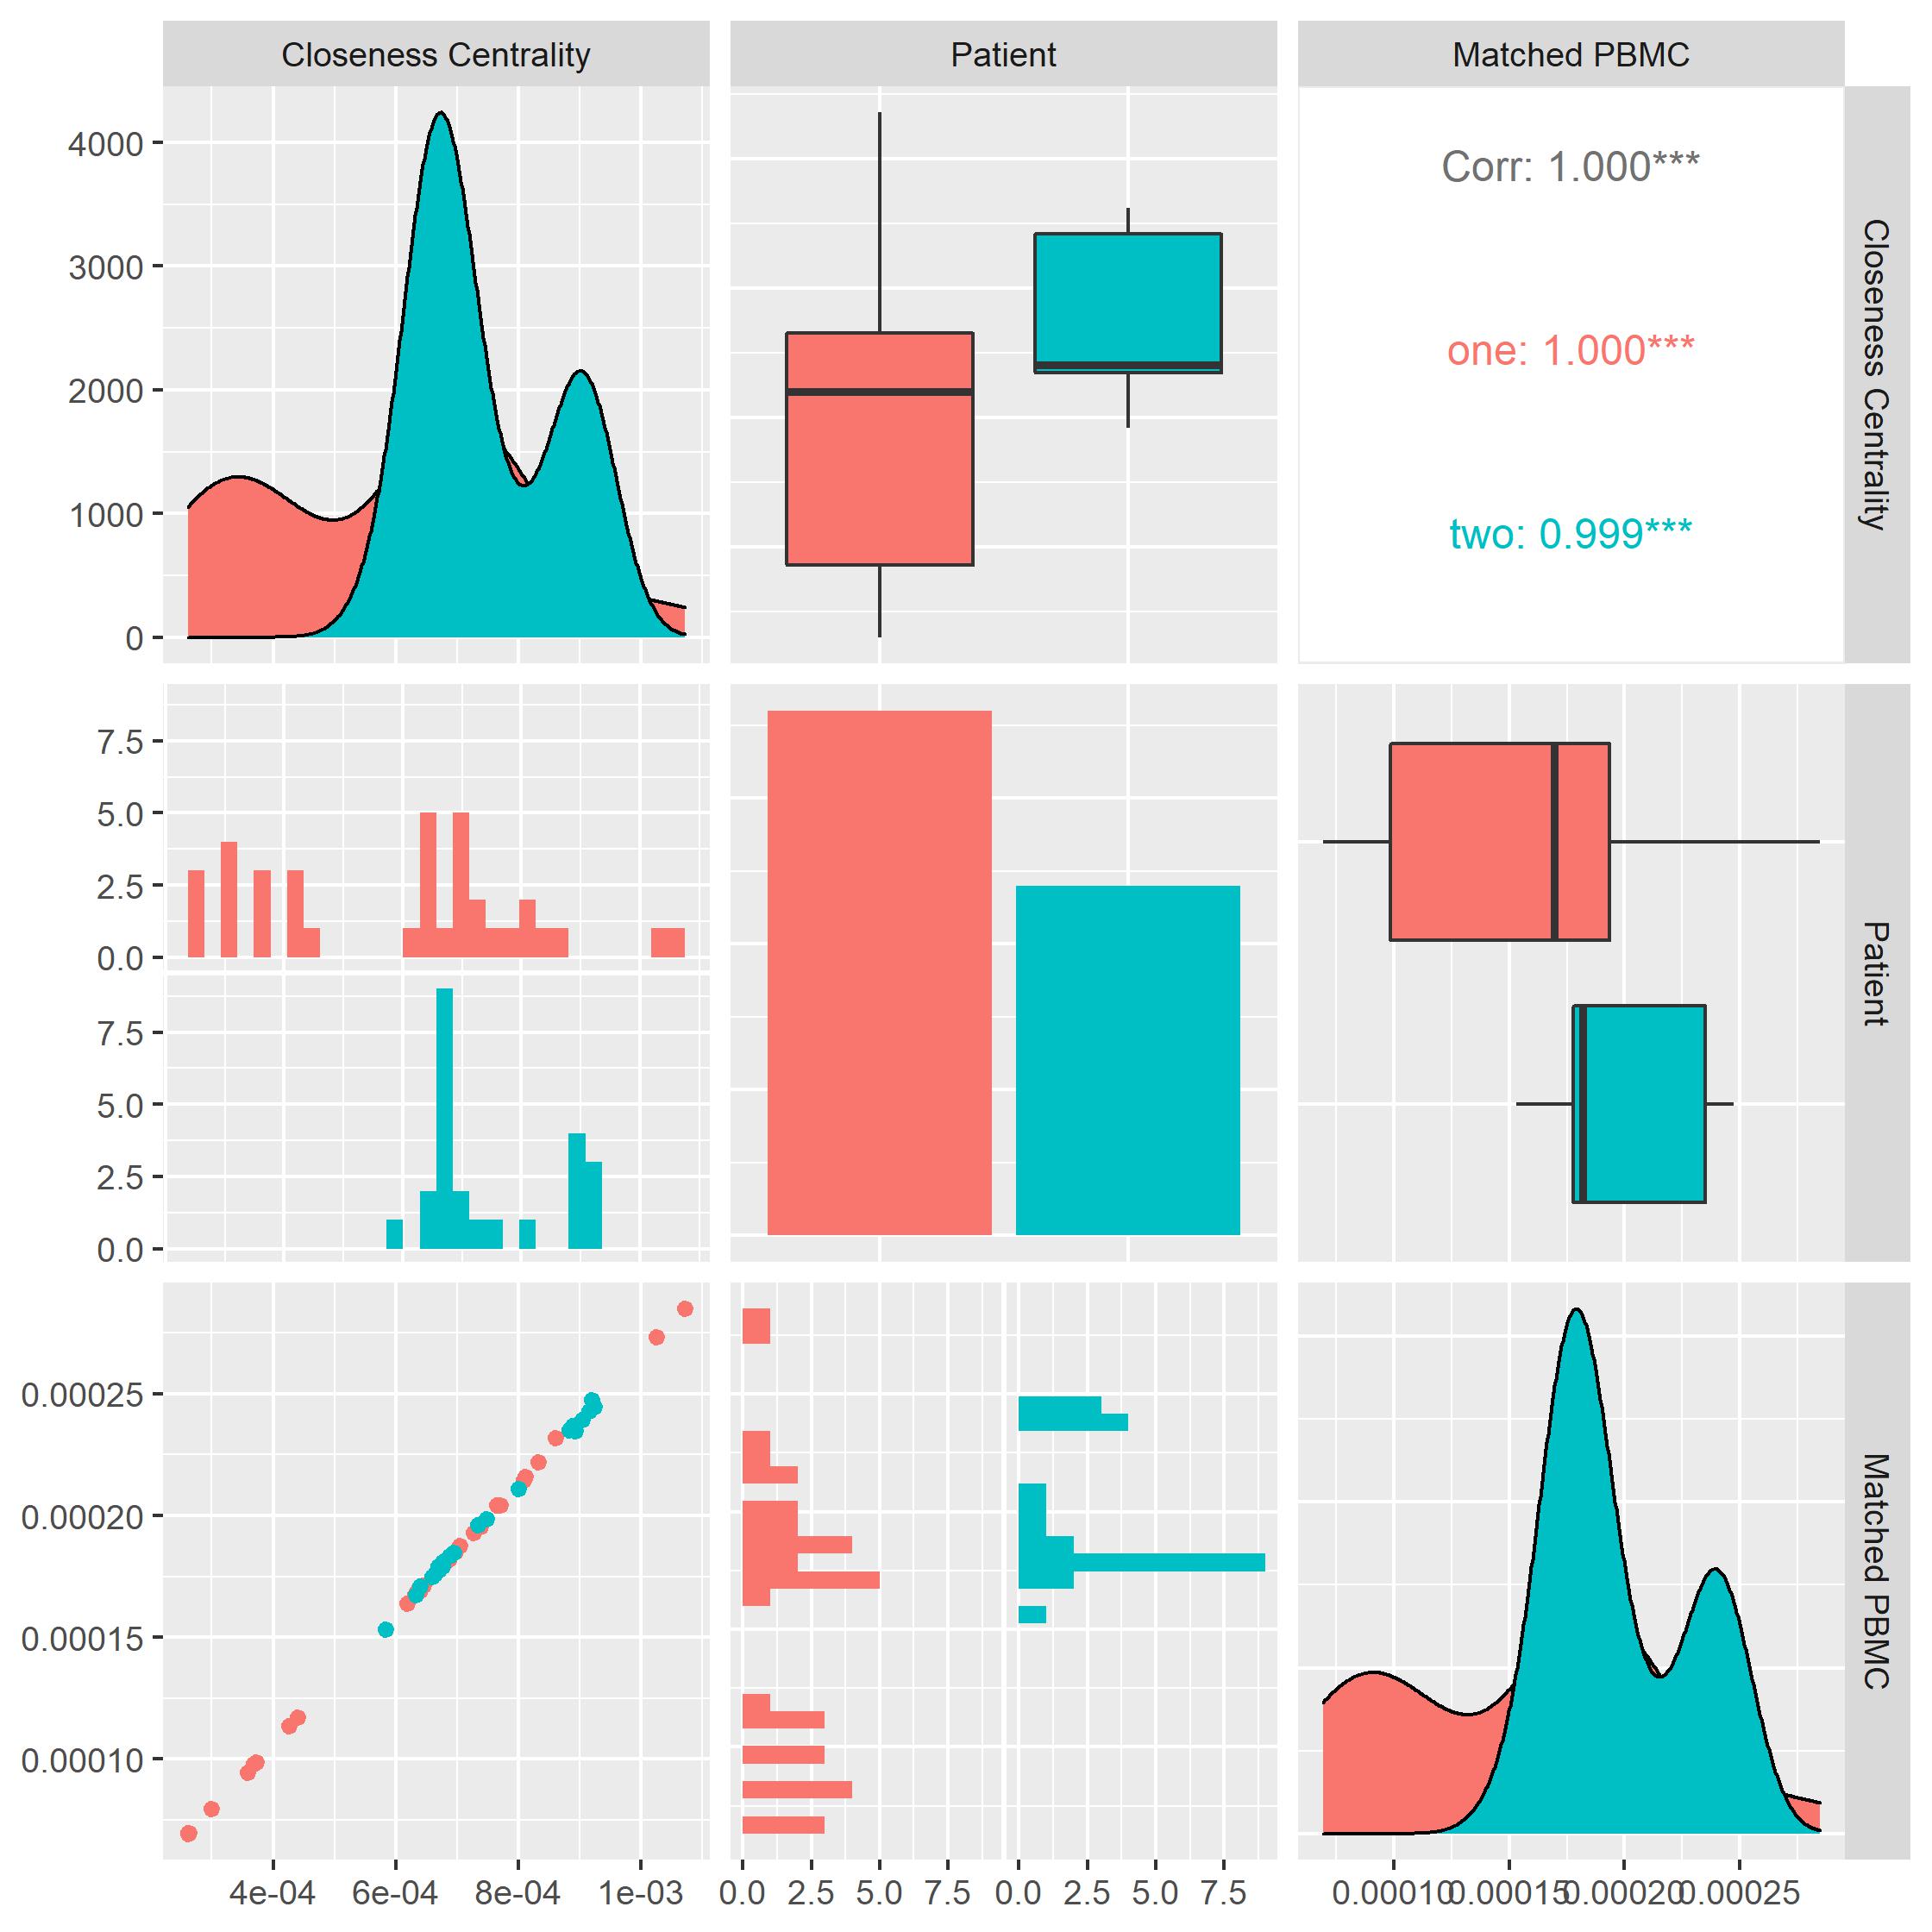 Closeness Centrality
Patient
Matched PBMC
4000
3000
2000
1000
0
Corr: 1.000***
one: 1.000***
two: 0.999***
Closeness Centrality
7.5
5.0
2.5
0.0
7.5
5.0
2.5
0.0
Patient
0.00025
0.00020
0.00015
0.00010
Matched PBMC
4e-04 6e-04 8e-04 1e-03
0.0 2.5 5.0 7.5 0.0 2.5 5.0 7.5
0.00010 0.00015 0.00020 0.00025